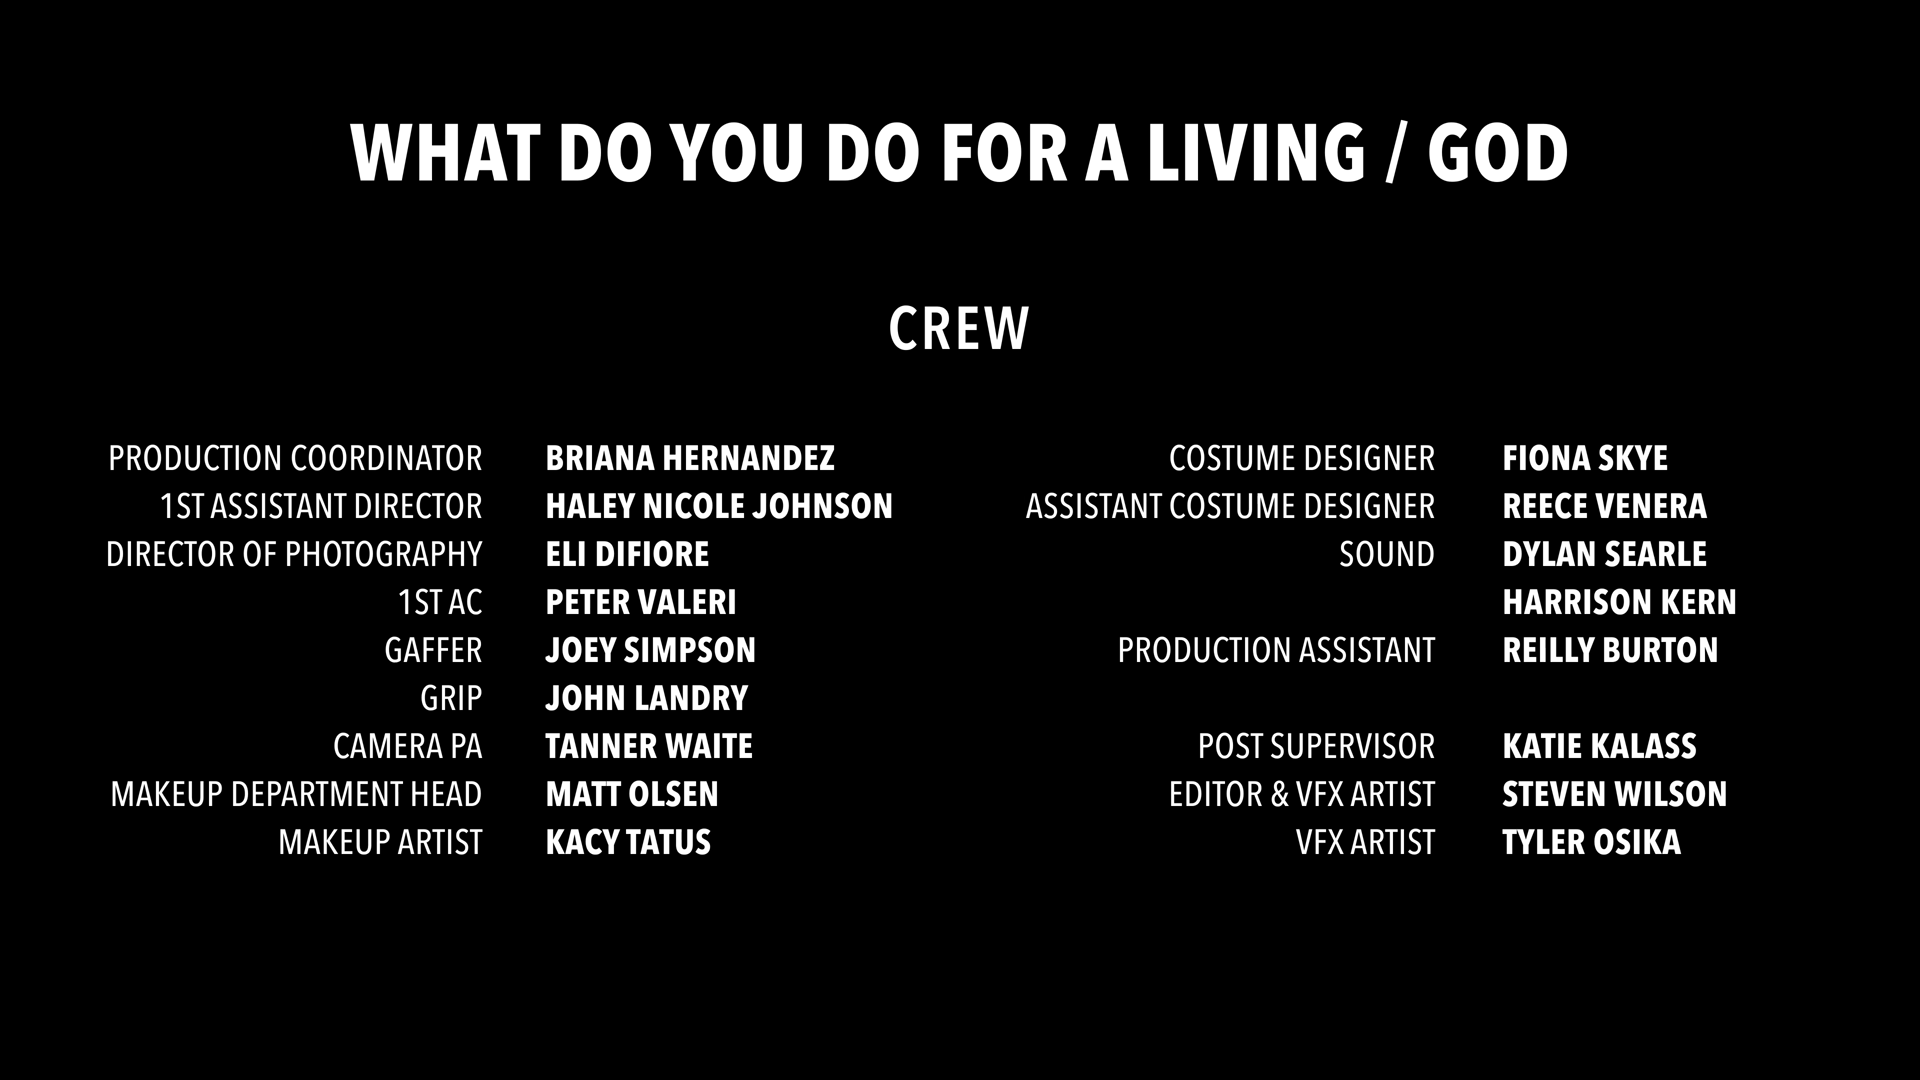 WHAT DO YOU DO FOR A LIVING / GOD
CREW
PRODUCTION COORDINATOR BRIANA HERNANDEZ
1ST ASSISTANT DIRECTOR HALEY NICOLE JOHNSON
DIRECTOR OF PHOTOGRAPHY ELI DIFIORE
1ST AC PETER VALERI
GAFFER JOEY SIMPSON
GRIP JOHN LANDRY
CAMERA PA TANNER WAITE
MAKEUP DEPARTMENT HEAD MATT OLSEN
MAKEUP ARTIST KACY TATUS
COSTUME DESIGNER FIONA SKYE
ASSISTANT COSTUME DESIGNER REECE VENERA
SOUND DYLAN SEARLE
HARRISON KERN
PRODUCTION ASSISTANT REILLY BURTON
POST SUPERVISOR KATIE KALASS
EDITOR & VFX ARTIST STEVEN WILSON
VFX ARTIST TYLER OSIKA